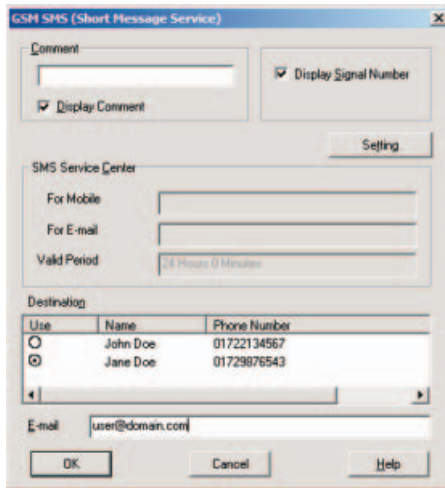 GSM SMS (Short Message Service)
Comment
Display Comment
Display Signal Number
Setting
SMS Service Center
For Mobile
For E-mail
Valid Period
24 Hours 0 Minutes
Destination
Use Name Phone Number
John Doe 01722134567
Jane Doe 01729876543
E-mail user@domain.com
OK Cancel Help